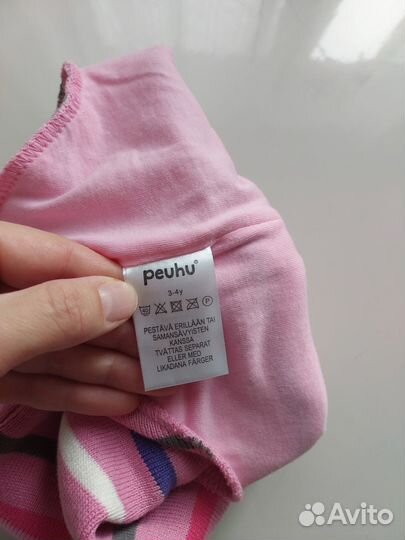 peuhu®
3-4y
PESTÄVÄ ERILLÄÄN TAI
SAMANSÄVYISTEN
KANSSA
TVÄTTAS SEPARAT
ELLER MED
LIKADANA FÄRGER
Avito